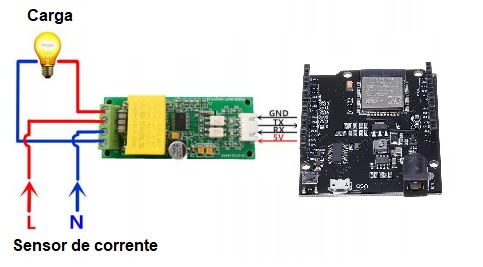 Carga
GND
TX
RX
5V
L
N
Sensor de corrente